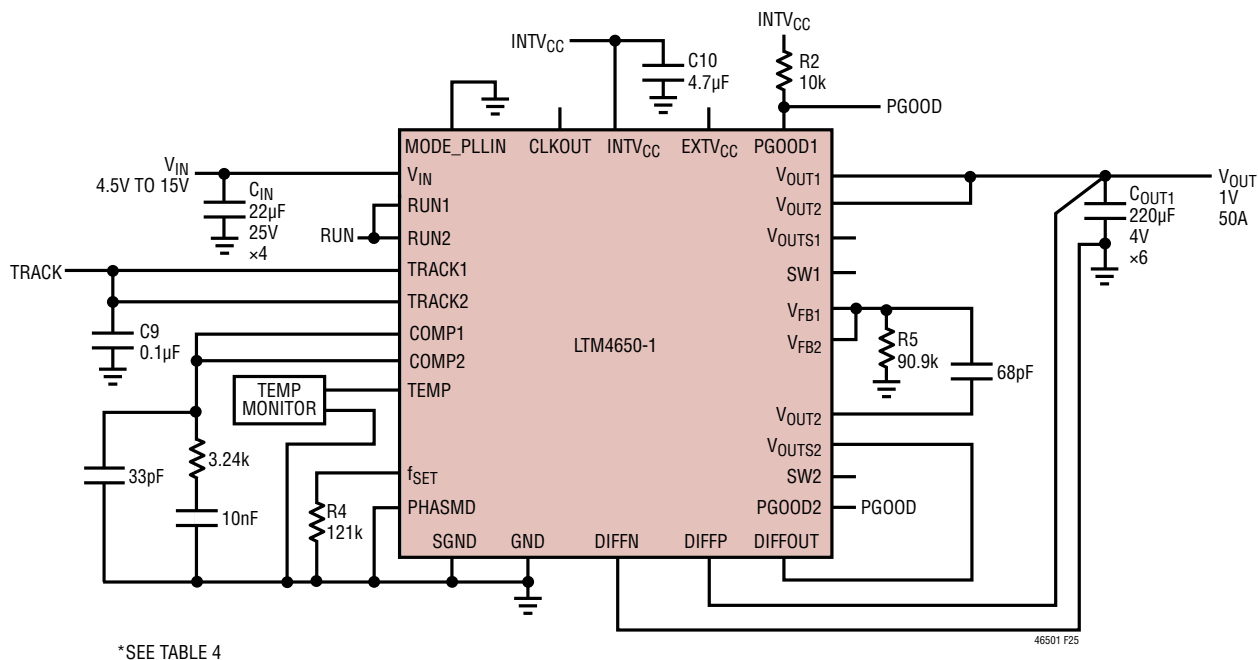 INTVCC
INTVCC
C10
4.7µF
R2
10k
PGOOD
MODE_PLLIN CLKOUT INTVCC EXTVCC PGOOD1
VIN
4.5V TO 15V
CIN
22µF
25V
×4
VIN
RUN1
RUN2
RUN
TRACK
TRACK1
TRACK2
C9
0.1µF
COMP1
COMP2
TEMP
MONITOR
TEMP
33pF
3.24k
10nF
fSET
R4
121k
PHASMD
LTM4650-1
SGND GND DIFFN DIFFP DIFFOUT
VOUT1
VOUT2
VOUTS1
SW1
VFB1
VFB2
R5
90.9k
68pF
VOUT2
VOUTS2
SW2
PGOOD2
PGOOD
COUT1
220µF
4V
×6
VOUT
1V
50A
46501 F25
*SEE TABLE 4